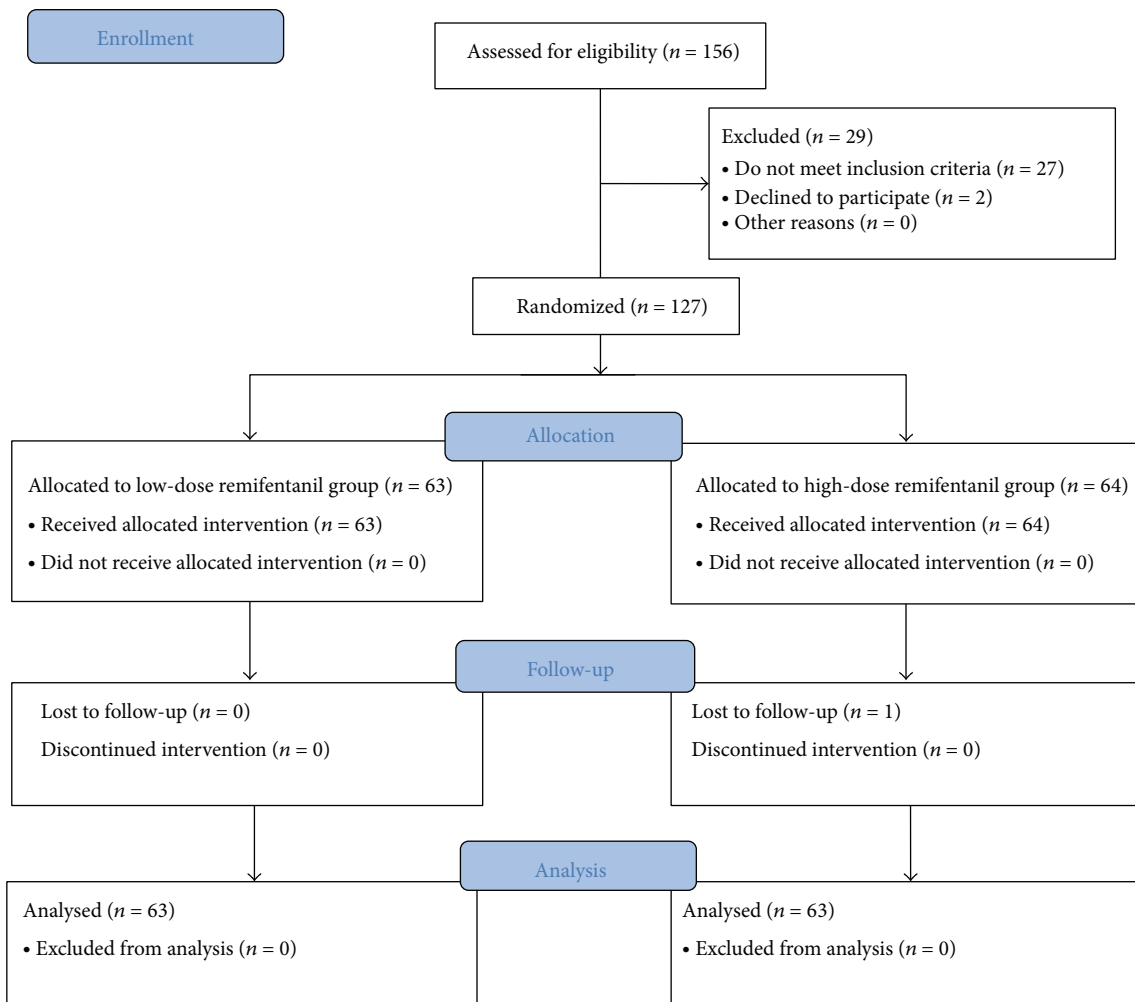 Enrollment
Assessed for eligibility (n = 156)
Excluded (n = 29)
• Do not meet inclusion criteria (n = 27)
• Declined to participate (n = 2)
• Other reasons (n = 0)
Randomized (n = 127)
Allocation
Allocated to low-dose remifentanil group (n = 63)
• Received allocated intervention (n = 63)
• Did not receive allocated intervention (n = 0)
Allocated to high-dose remifentanil group (n = 64)
• Received allocated intervention (n = 64)
• Did not receive allocated intervention (n = 0)
Follow-up
Lost to follow-up (n = 0)
Discontinued intervention (n = 0)
Lost to follow-up (n = 1)
Discontinued intervention (n = 0)
Analysis
Analysed (n = 63)
• Excluded from analysis (n = 0)
Analysed (n = 63)
• Excluded from analysis (n = 0)